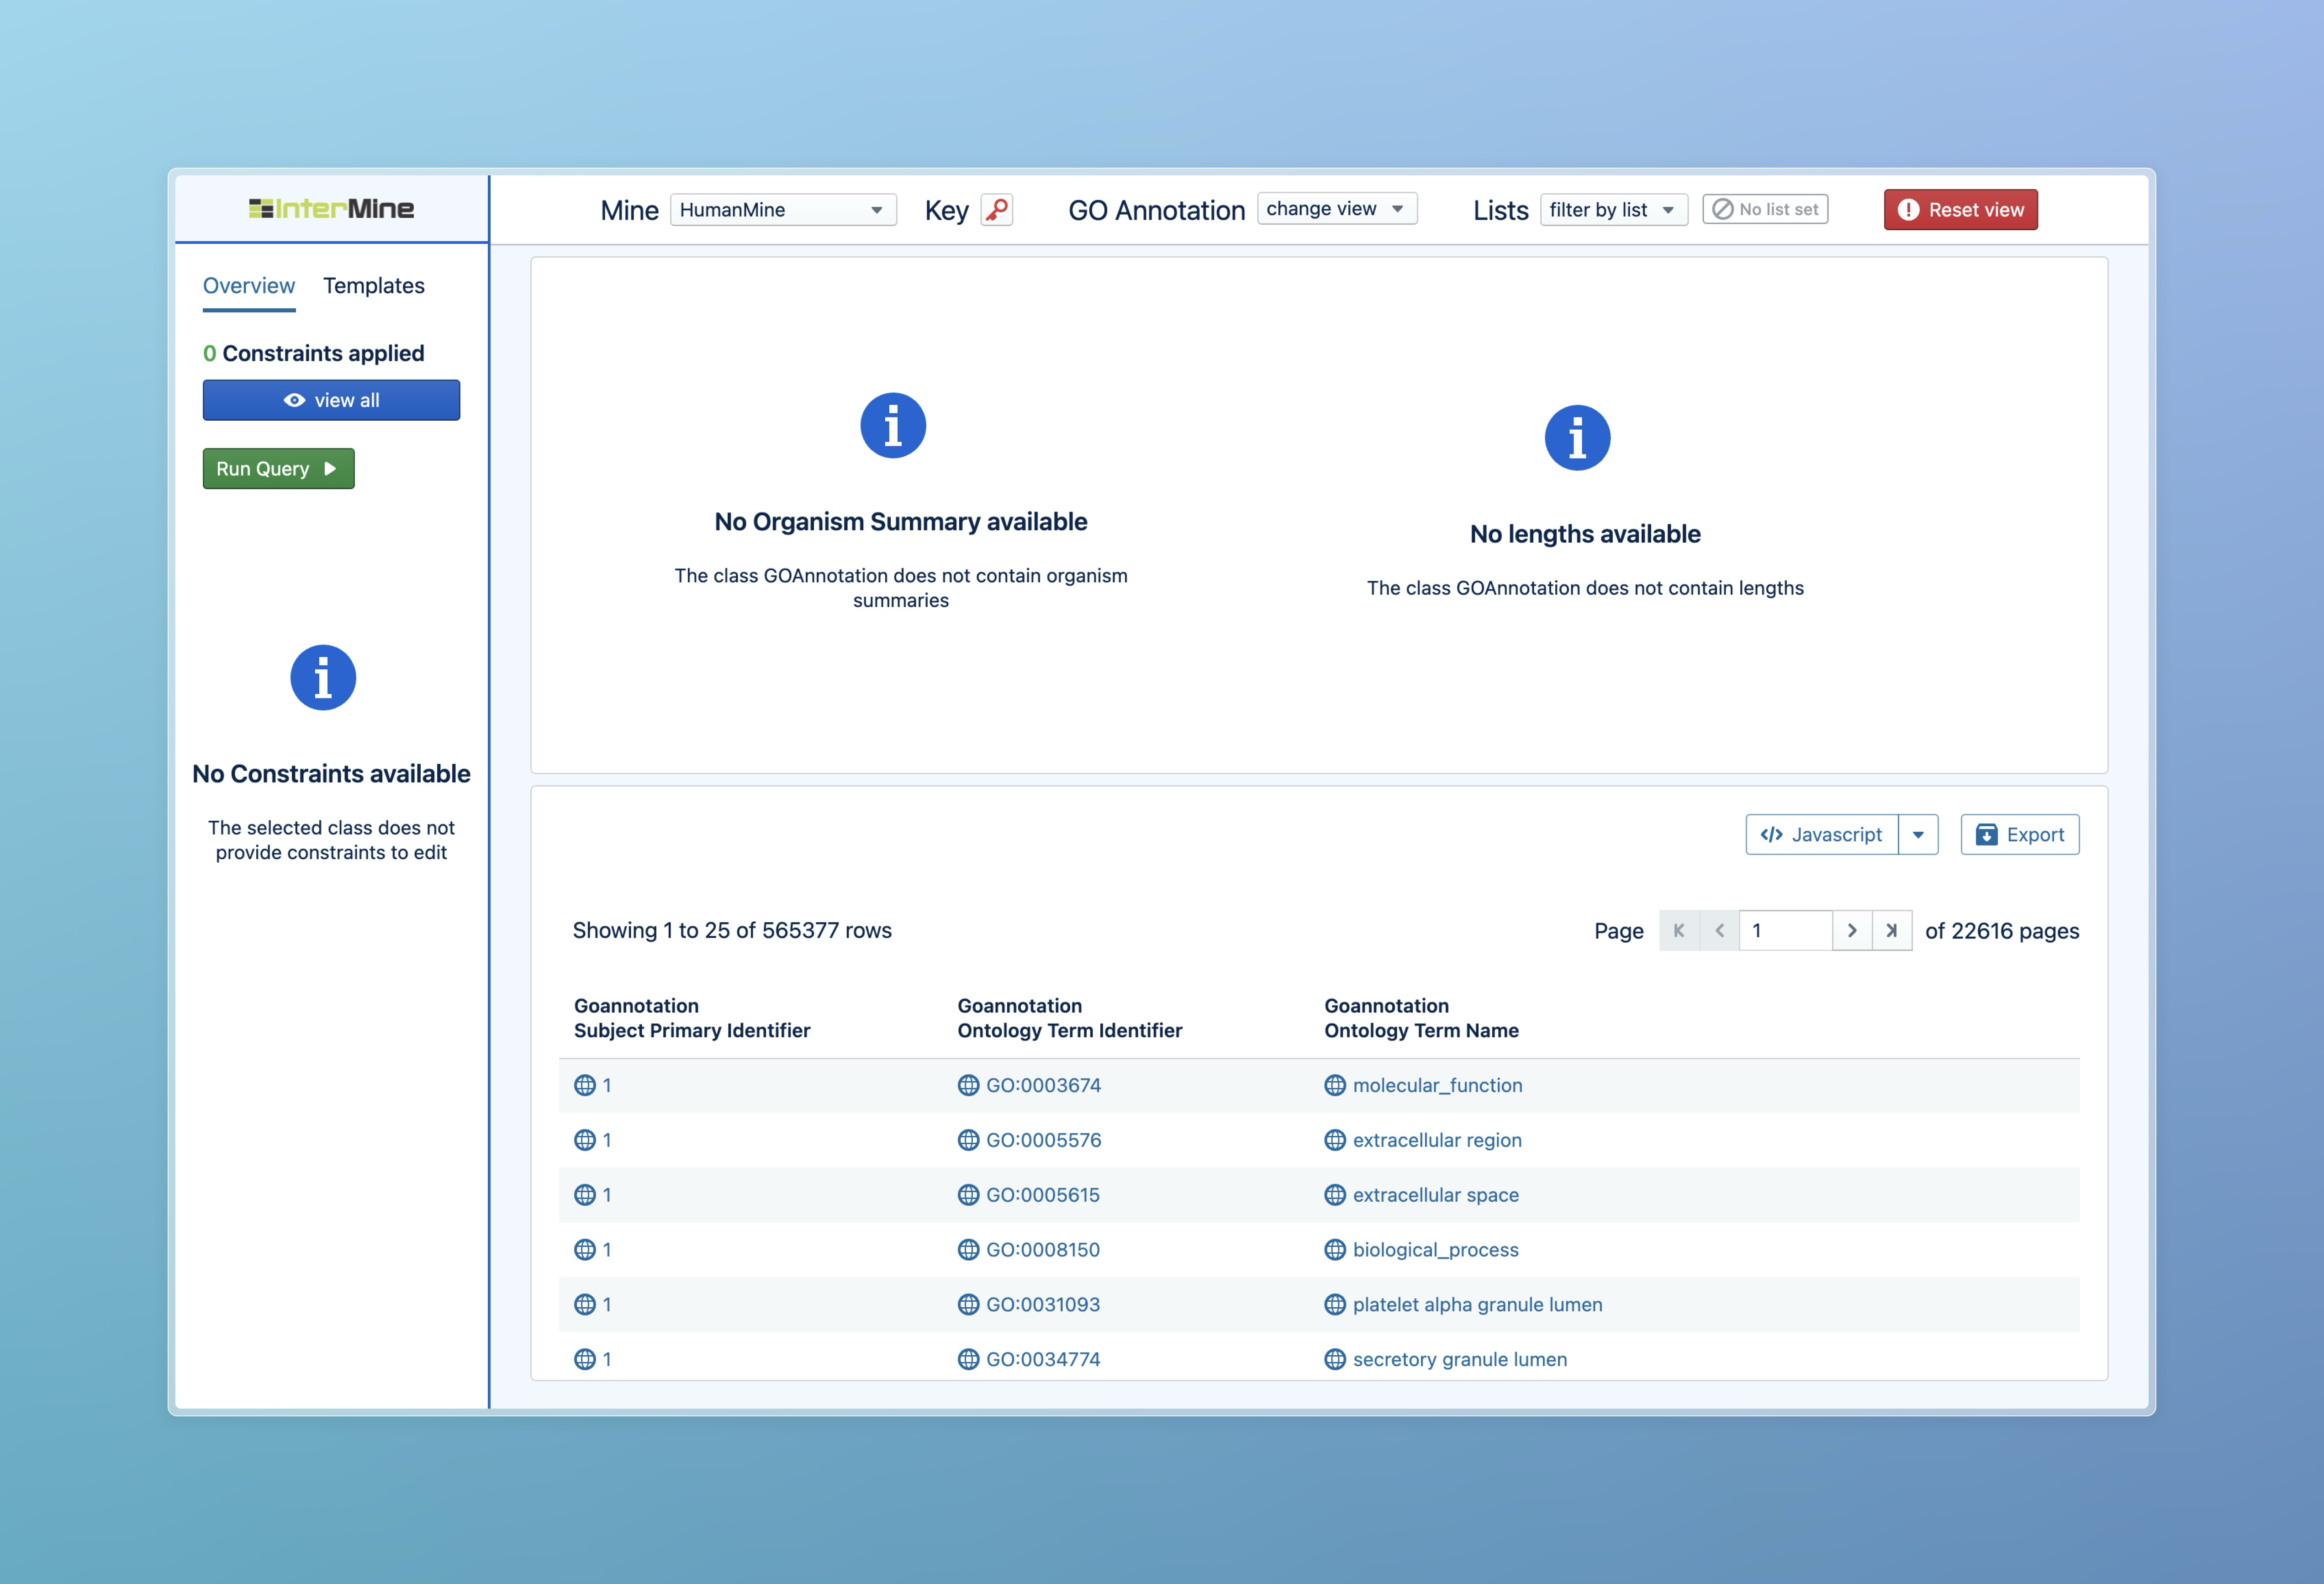 InterMine
Mine HumanMine Key GO Annotation change view Lists filter by list No list set Reset view
Overview Templates
0 Constraints applied
view all
Run Query
No Constraints available
The selected class does not
provide constraints to edit
No Organism Summary available
The class GOAnnotation does not contain organism
summaries
No lengths available
The class GOAnnotation does not contain lengths
</> Javascript Export
Showing 1 to 25 of 565377 rows Page 1 of 22616 pages
Goannotation Goannotation Goannotation
Subject Primary Identifier Ontology Term Identifier Ontology Term Name
1 GO:0003674 molecular_function
1 GO:0005576 extracellular region
1 GO:0005615 extracellular space
1 GO:0008150 biological_process
1 GO:0031093 platelet alpha granule lumen
1 GO:0034774 secretory granule lumen